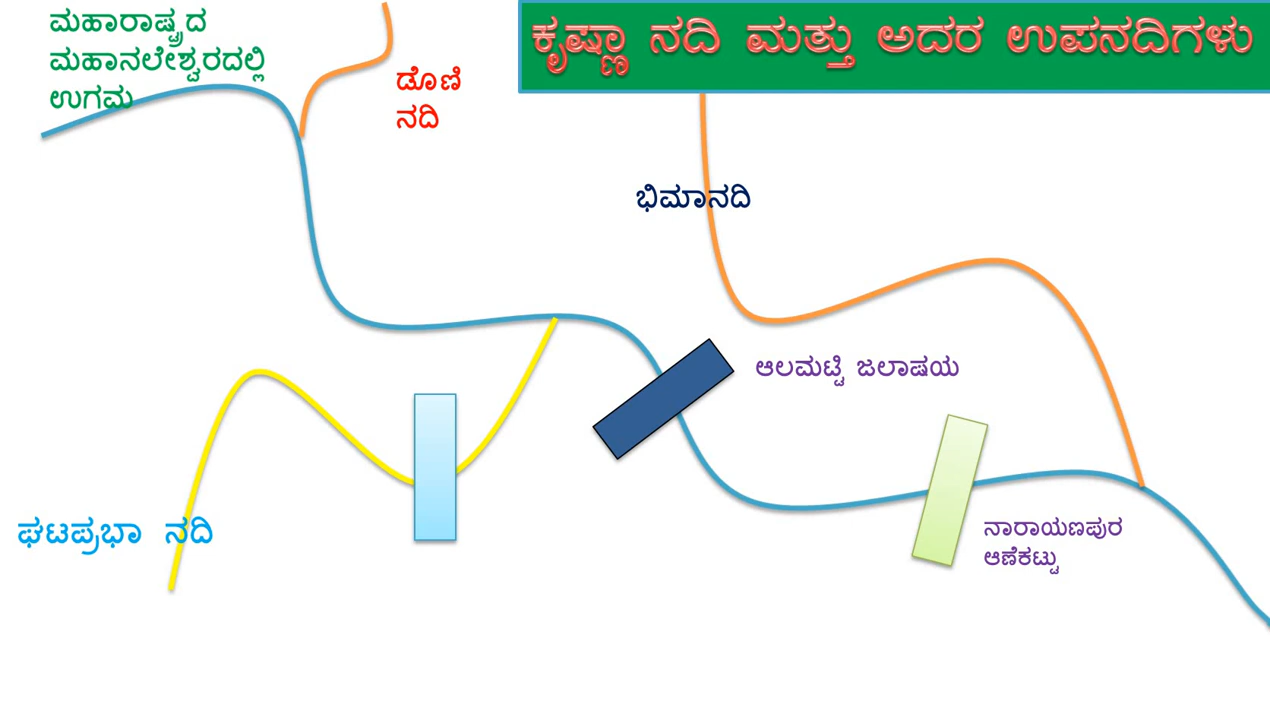 ಮಹಾರಾಷ್ಟ್ರದ
ಮಹಾನಲೇಶ್ವರದಲ್ಲಿ
ಉಗಮ
ಕೃಷ್ಣಾ ನದಿ ಮತ್ತು ಅದರ ಉಪನದಿಗಳು
ಡೊಣಿ
ನದಿ
ಭಿಮಾನದಿ
ಆಲಮಟ್ಟಿ ಜಲಾಷಯ
ಘಟಪ್ರಭಾ ನದಿ
ನಾರಾಯಣಪುರ
ಆಣೆಕಟ್ಟು